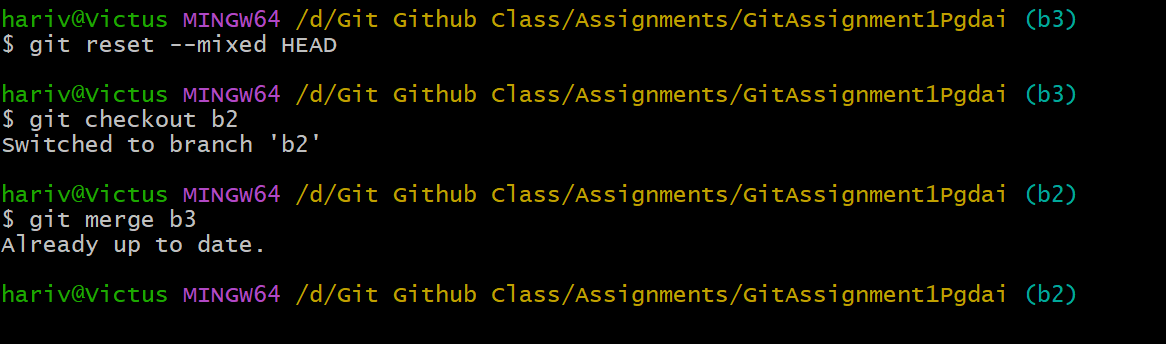 hariv@Victus MINGW64 /d/Git Github Class/Assignments/GitAssignment1Pgdai (b3)
$ git reset --mixed HEAD
hariv@Victus MINGW64 /d/Git Github Class/Assignments/GitAssignment1Pgdai (b3)
$ git checkout b2
Switched to branch 'b2'
hariv@Victus MINGW64 /d/Git Github Class/Assignments/GitAssignment1Pgdai (b2)
$ git merge b3
Already up to date.
hariv@Victus MINGW64 /d/Git Github Class/Assignments/GitAssignment1Pgdai (b2)